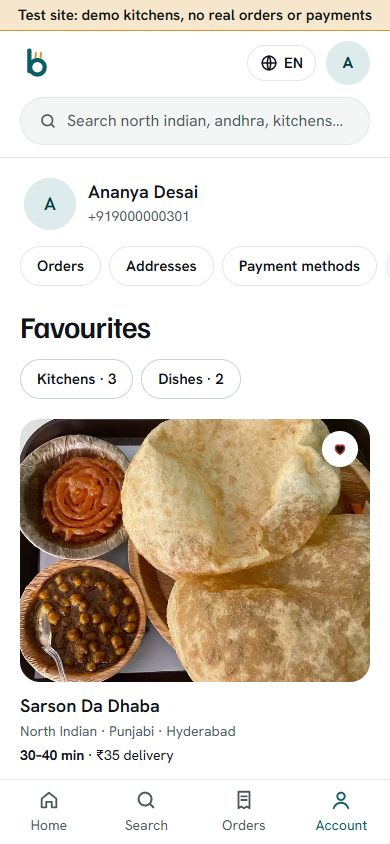 Test site: demo kitchens, no real orders or payments
b
EN
A
Search north indian, andhra, kitchens...
A
Ananya Desai
+919000000301
Orders
Addresses
Payment methods
Favourites
Kitchens · 3
Dishes · 2
Sarson Da Dhaba
North Indian · Punjabi · Hyderabad
30–40 min · ₹35 delivery
Home
Search
Orders
Account